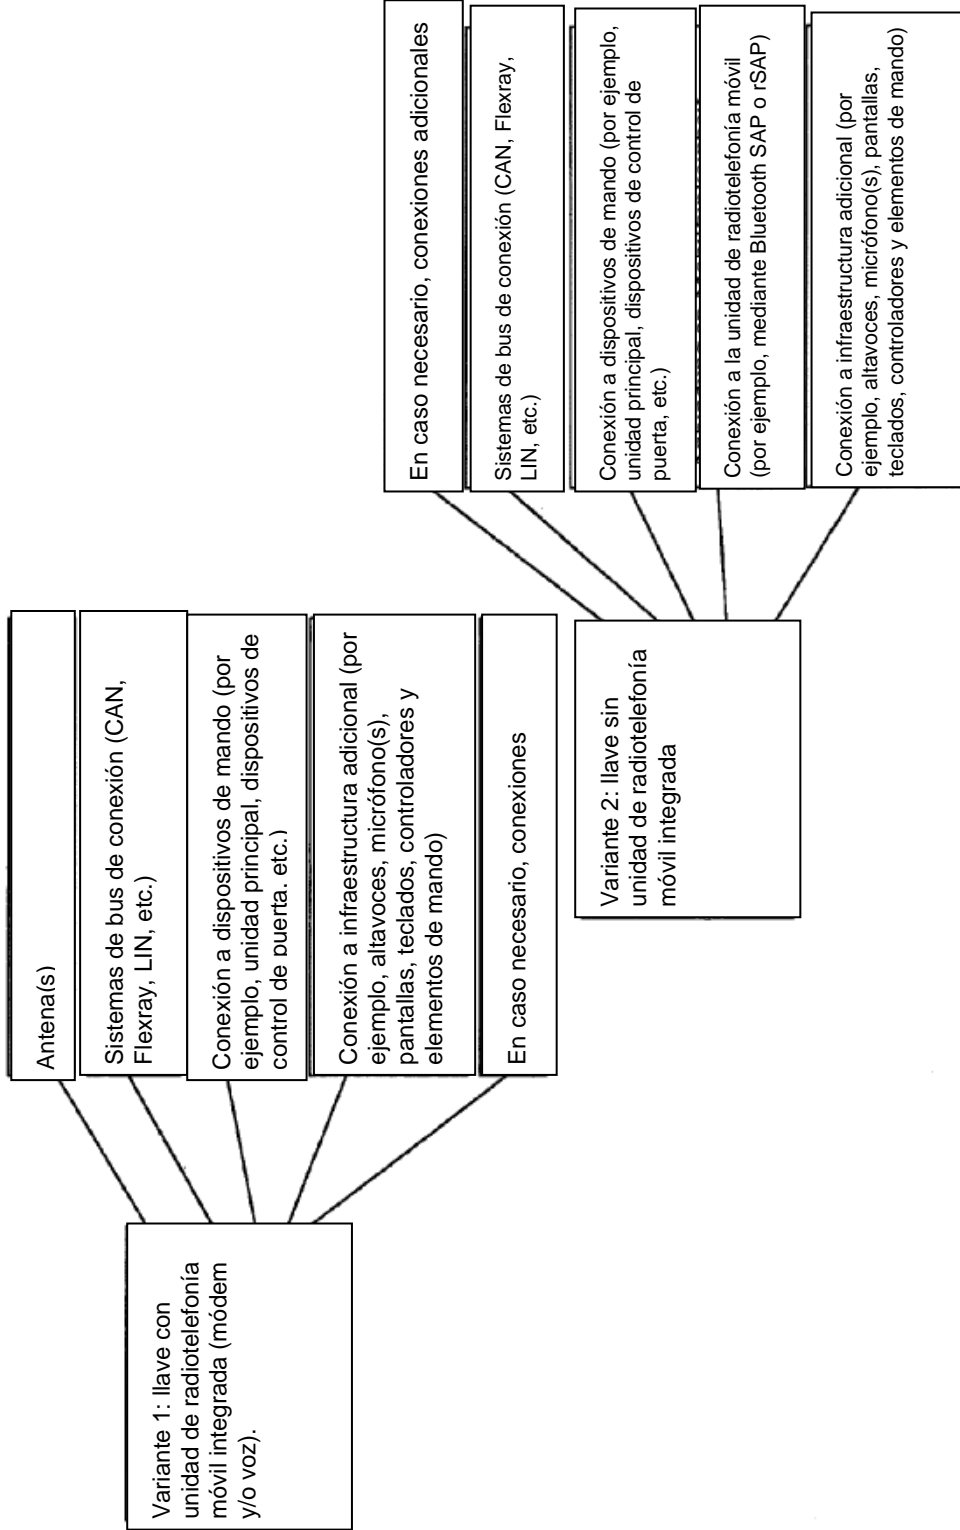 Variante 1: llave con
unidad de radiotelefonía
móvil integrada (módem
y/o voz).
Antena(s)
Sistemas de bus de conexión (CAN,
Flexray, LIN, etc.)
Conexión a dispositivos de mando (por
ejemplo, unidad principal, dispositivos de
control de puerta. etc.)
Conexión a infraestructura adicional (por
ejemplo, altavoces, micrófono(s),
pantallas, teclados, controladores y
elementos de mando)
En caso necesario, conexiones
Variante 2: llave sin
unidad de radiotelefonía
móvil integrada
En caso necesario, conexiones adicionales
Sistemas de bus de conexión (CAN, Flexray,
LIN, etc.)
Conexión a dispositivos de mando (por ejemplo,
unidad principal, dispositivos de control de
puerta, etc.)
Conexión a la unidad de radiotelefonía móvil
(por ejemplo, mediante Bluetooth SAP o rSAP)
Conexión a infraestructura adicional (por
ejemplo, altavoces, micrófono(s), pantallas,
teclados, controladores y elementos de mando)